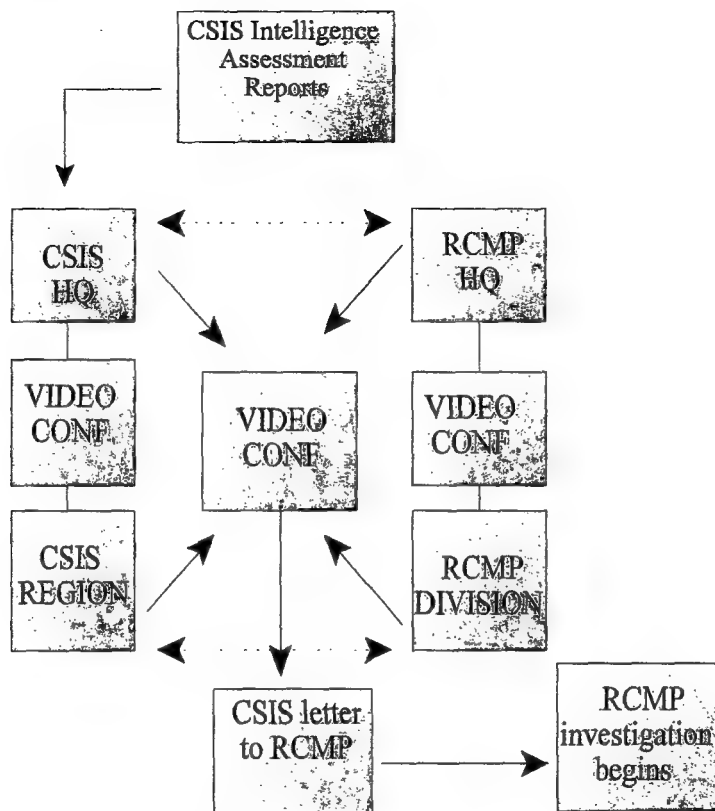 CSIS Intelligence
Assessment
Reports
CSIS
HQ
RCMP
HQ
VIDEO
CONF
VIDEO
CONF
VIDEO
CONF
CSIS
REGION
RCMP
DIVISION
CSIS letter
to RCMP
RCMP
investigation
begins